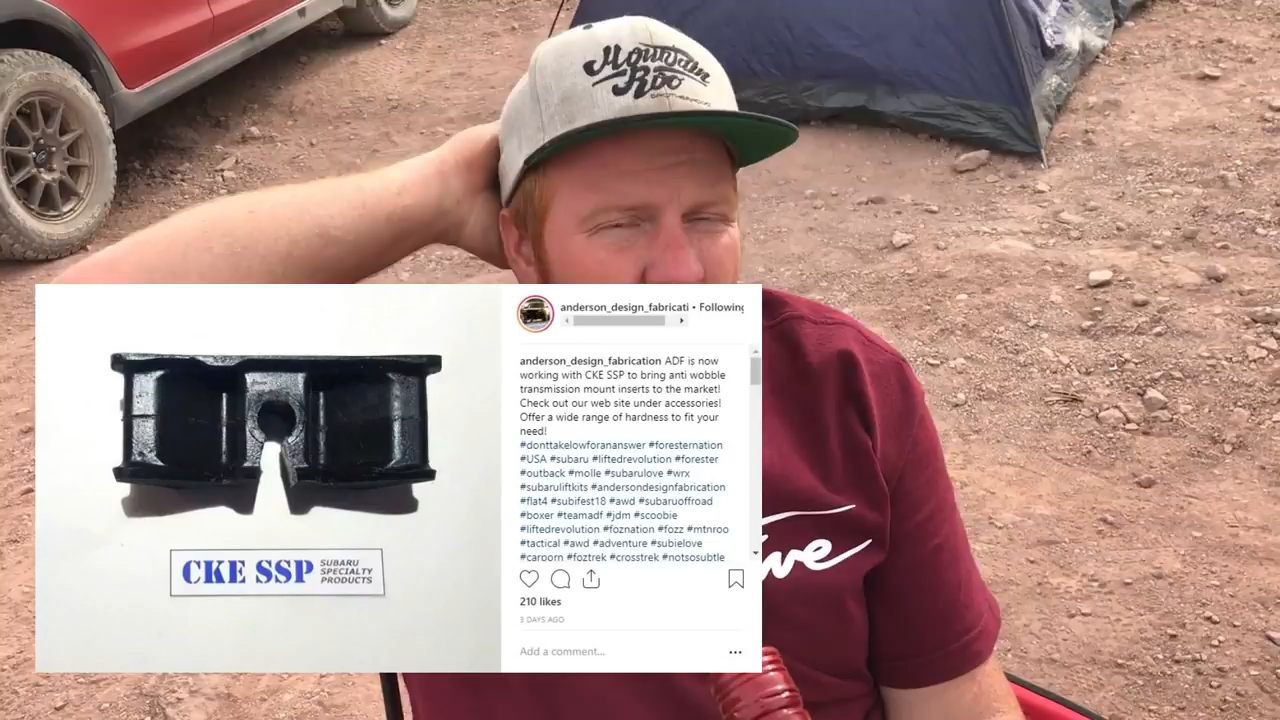 Mountain
Roo
anderson_design_fabricati • Following
anderson_design_fabrication ADF is now
working with CKE SSP to bring anti wobble
transmission mount inserts to the market!
Check out our web site under accessories!
Offer a wide range of hardness to fit your
need!
#donttakelowforananswer #foresternation
#USA #subaru #liftedrevolution #forester
#outback #molle #subarulove #wrx
#subaruliftkits #andersondesignfabrication
#flat4 #subifest18 #awd #subaruoffroad
#boxer #teamadf #jdm #scoobie
#liftedrevolution #foznation #fozz #mtnroo
#tactical #awd #adventure #subielove
#caroorn #foztrek #crosstrek #notsosubtle
CKE SSP
SUBARU
SPECIALTY
PRODUCTS
210 likes
3 DAYS AGO
Add a comment...